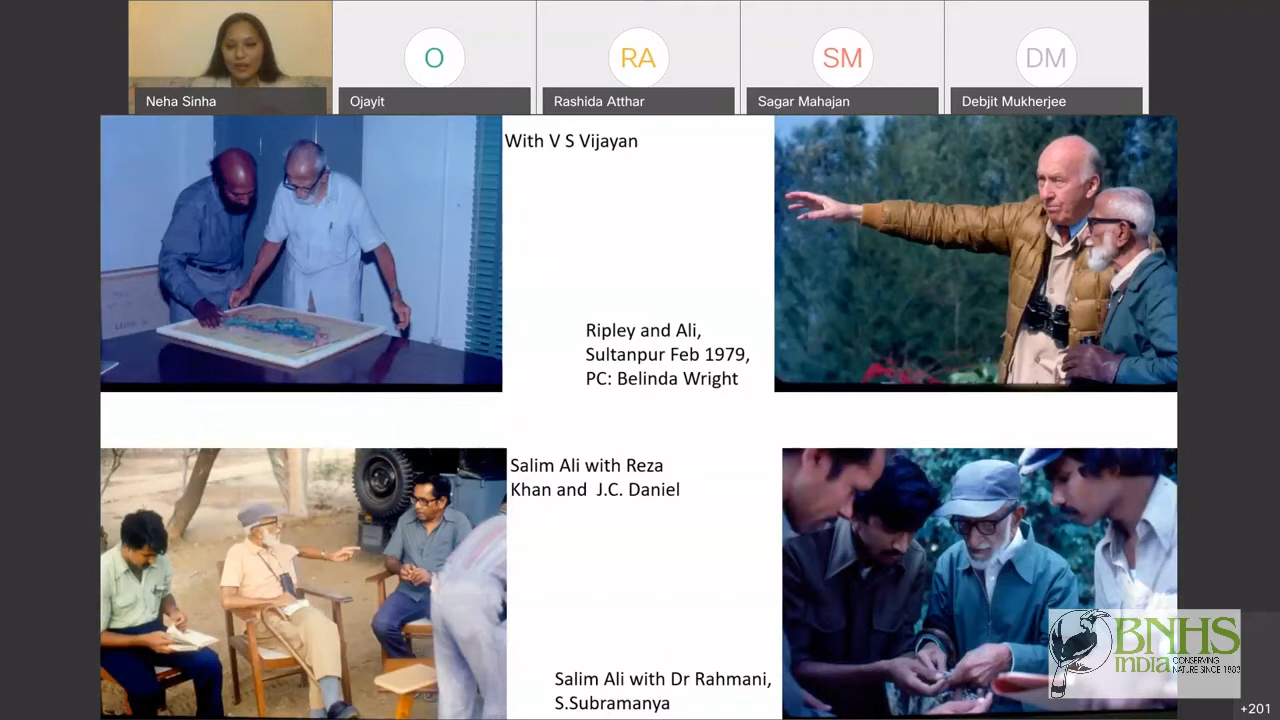 Neha Sinha
O
Ojayit
RA
Rashida Atthar
SM
Sagar Mahajan
DM
Debjit Mukherjee
With V S Vijayan
Ripley and Ali,
Sultanpur Feb 1979,
PC: Belinda Wright
Salim Ali with Reza
Khan and J.C. Daniel
Salim Ali with Dr Rahmani,
S.Subramanya
BNHS
INDIA
CONSERVING
NATURE SINCE 1883
+201